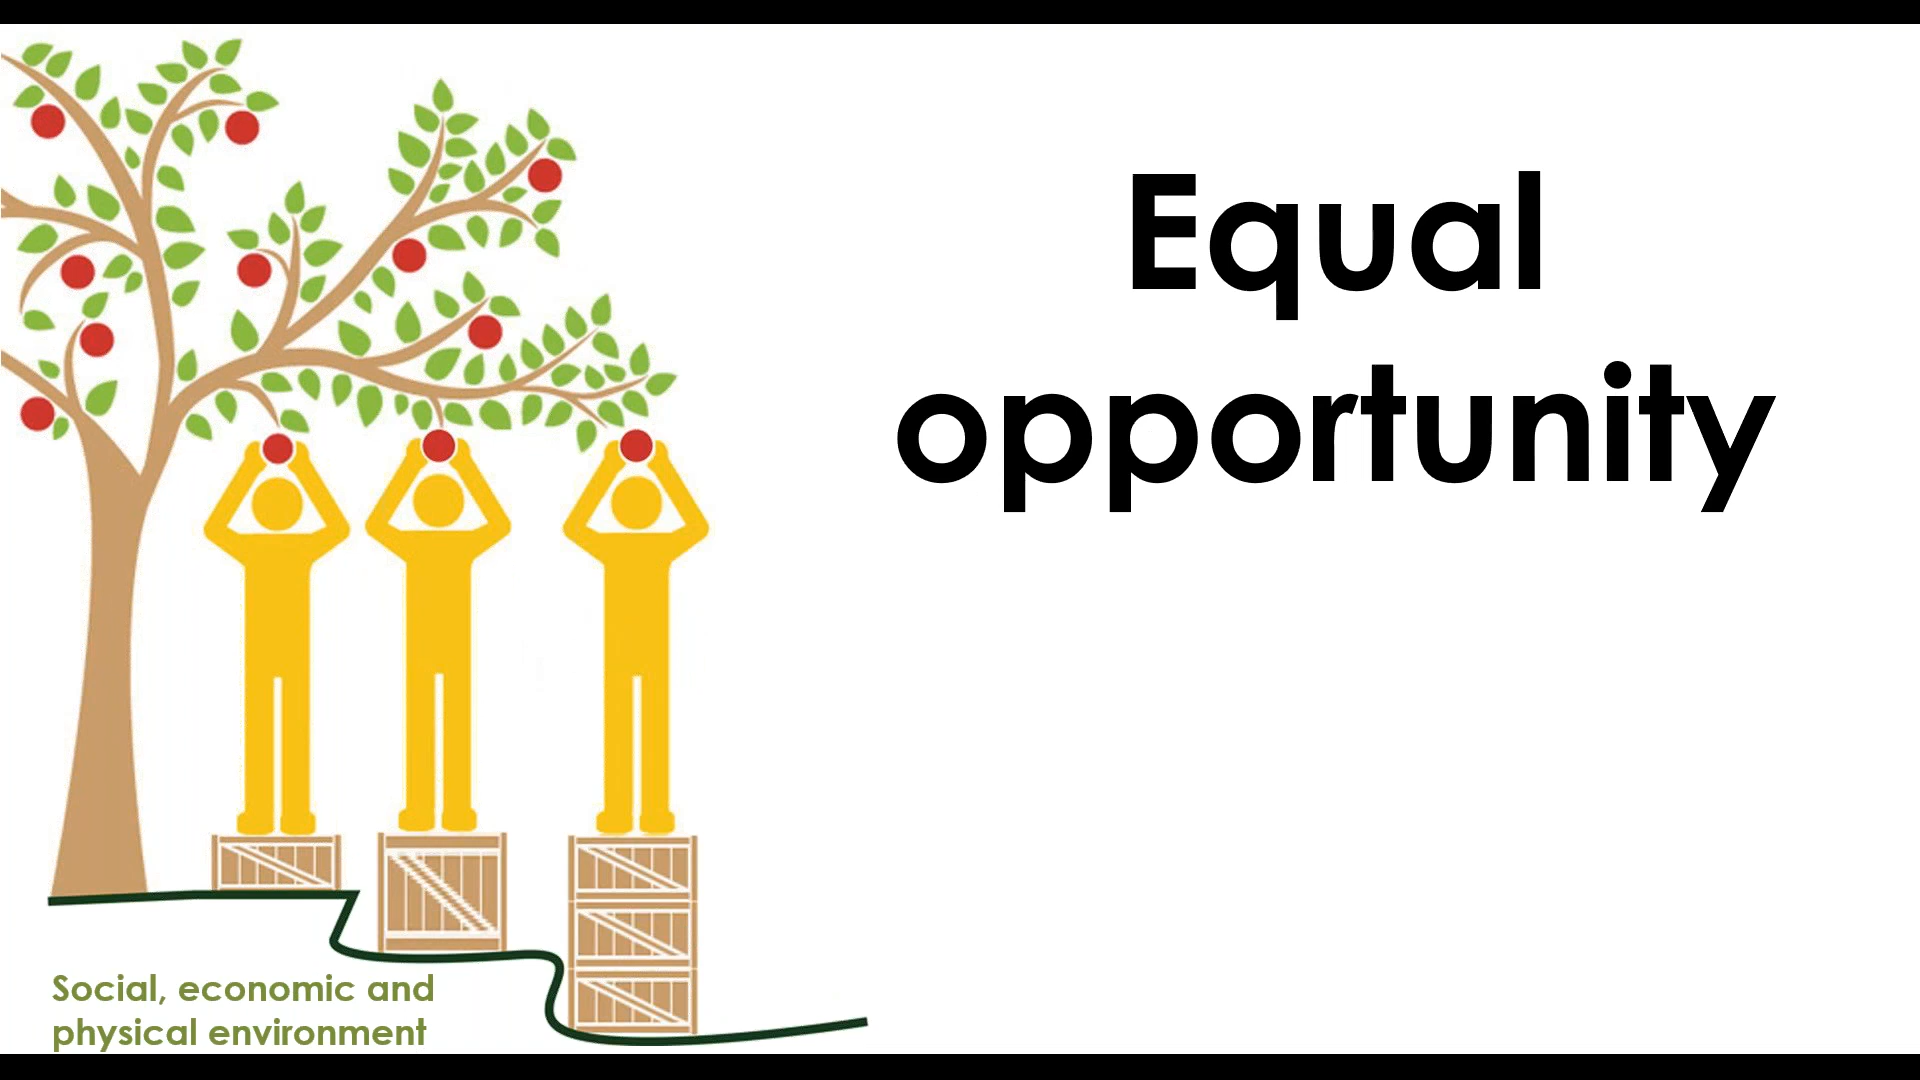 Equal
opportunity
Social, economic and
physical environment